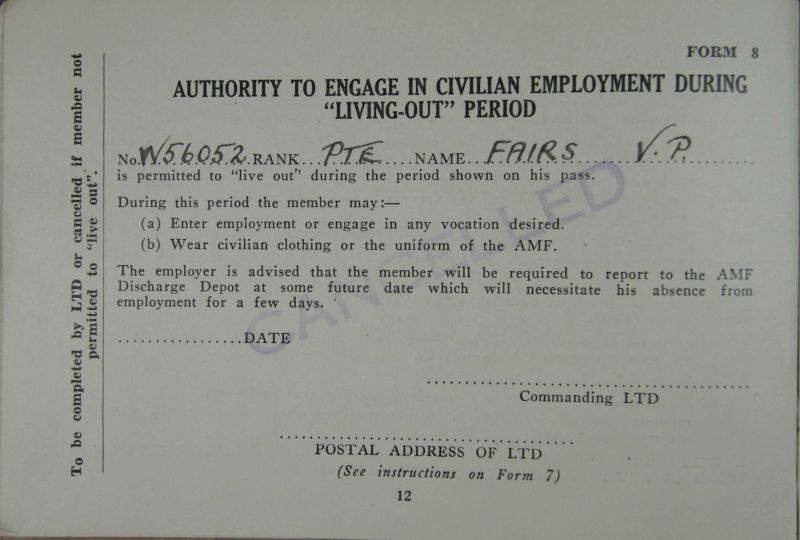 FORM 8
AUTHORITY TO ENGAGE IN CIVILIAN EMPLOYMENT DURING
"LIVING-OUT" PERIOD
No. W56052. RANK... PTE.... NAME... FAIRS....... V. P..........
is permitted to "live out" during the period shown on his pass.
During this period the member may:—
(a) Enter employment or engage in any vocation desired.
(b) Wear civilian clothing or the uniform of the AMF.
The employer is advised that the member will be required to report to the AMF
Discharge Depot at some future date which will necessitate his absence from
employment for a few days.
................DATE
Commanding LTD
POSTAL ADDRESS OF LTD
(See instructions on Form 7)
12
To be completed by LTD or cancelled if member not
permitted to "live out".
CANCELLED